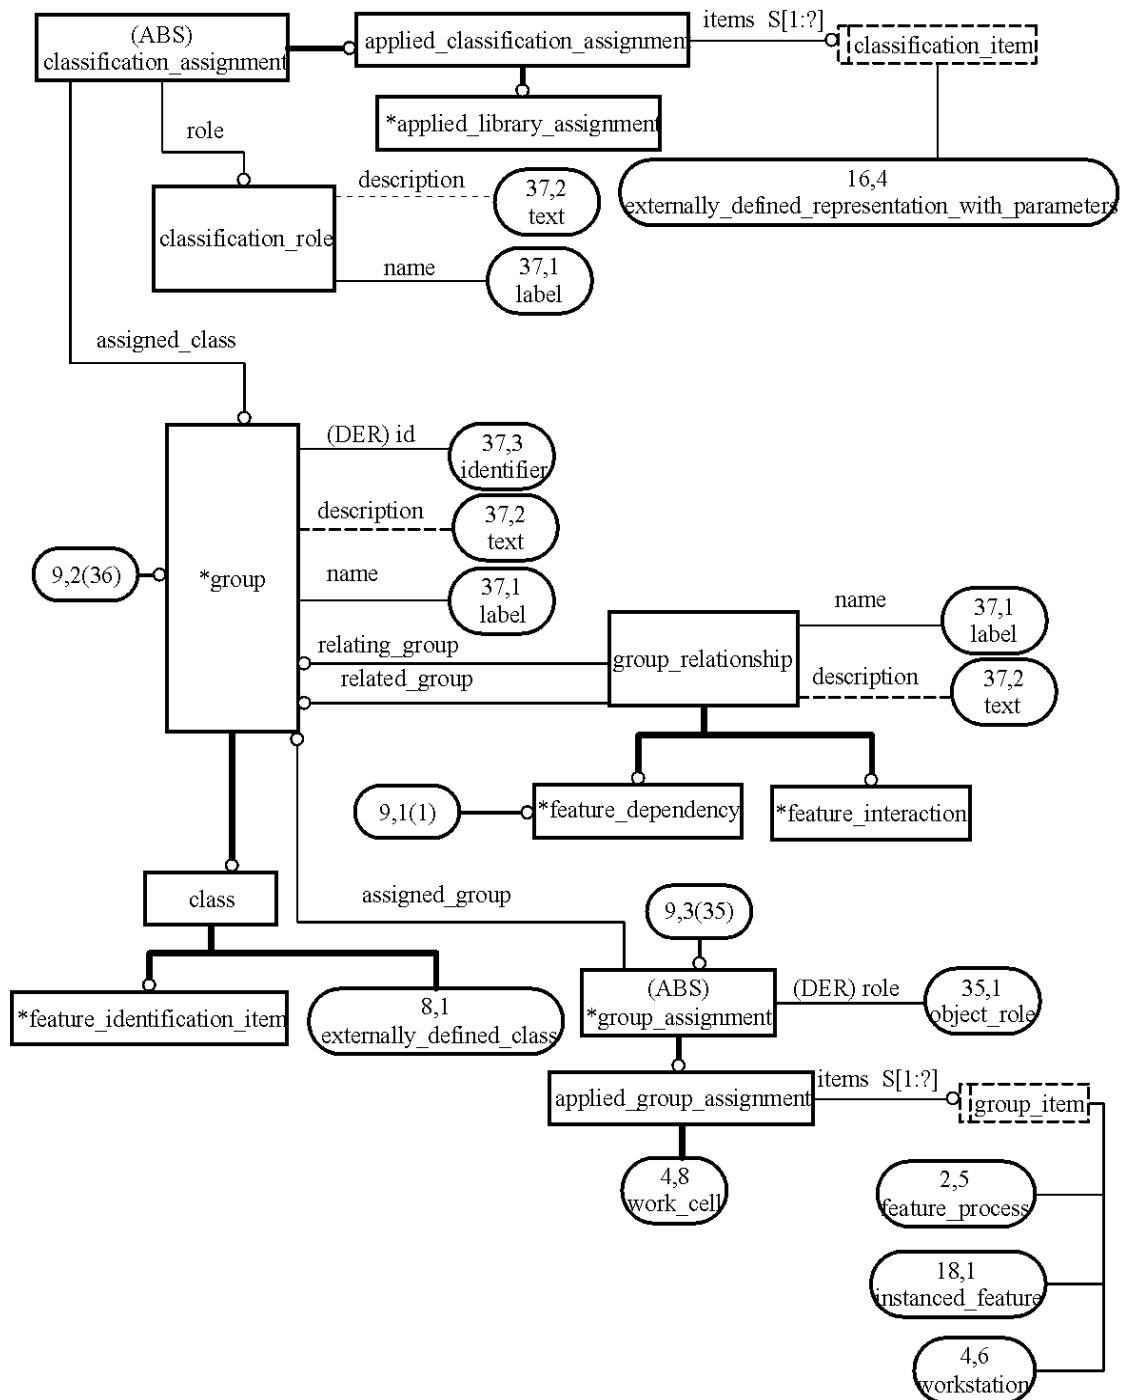 (ABS)
classification_assignment
applied_classification_assignment
items S[1:?]
classification_item
*applied_library_assignment
role
16,4
externally_defined_representation_with_parameters
classification_role
description
37,2
text
name
37,1
label
assigned_class
*group
(DER) id
37,3
identifier
description
37,2
text
9,2(36)
name
37,1
label
relating_group
related_group
group_relationship
name
37,1
label
description
37,2
text
9,1(1)
*feature_dependency
*feature_interaction
class
assigned_group
9,3(35)
*feature_identification_item
8,1
externally_defined_class
(ABS)
*group_assignment
(DER) role
35,1
object_role
applied_group_assignment
items S[1:?]
group_item
4,8
work_cell
2,5
feature_process
18,1
instanced_feature
4,6
workstation